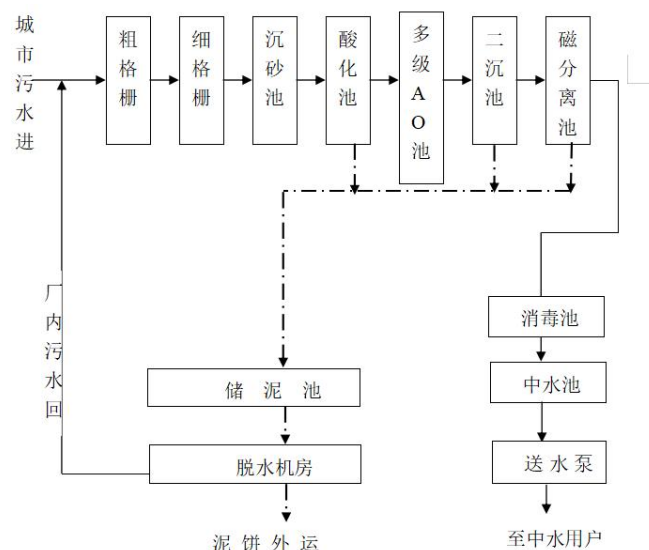 城市污水进
粗格栅
细格栅
沉砂池
酸化池
多级AO池
二沉池
磁分离池
厂内污水回
消毒池
储 泥 池
中水池
脱水机房
送 水 泵
泥 饼 外 运
至中水用户